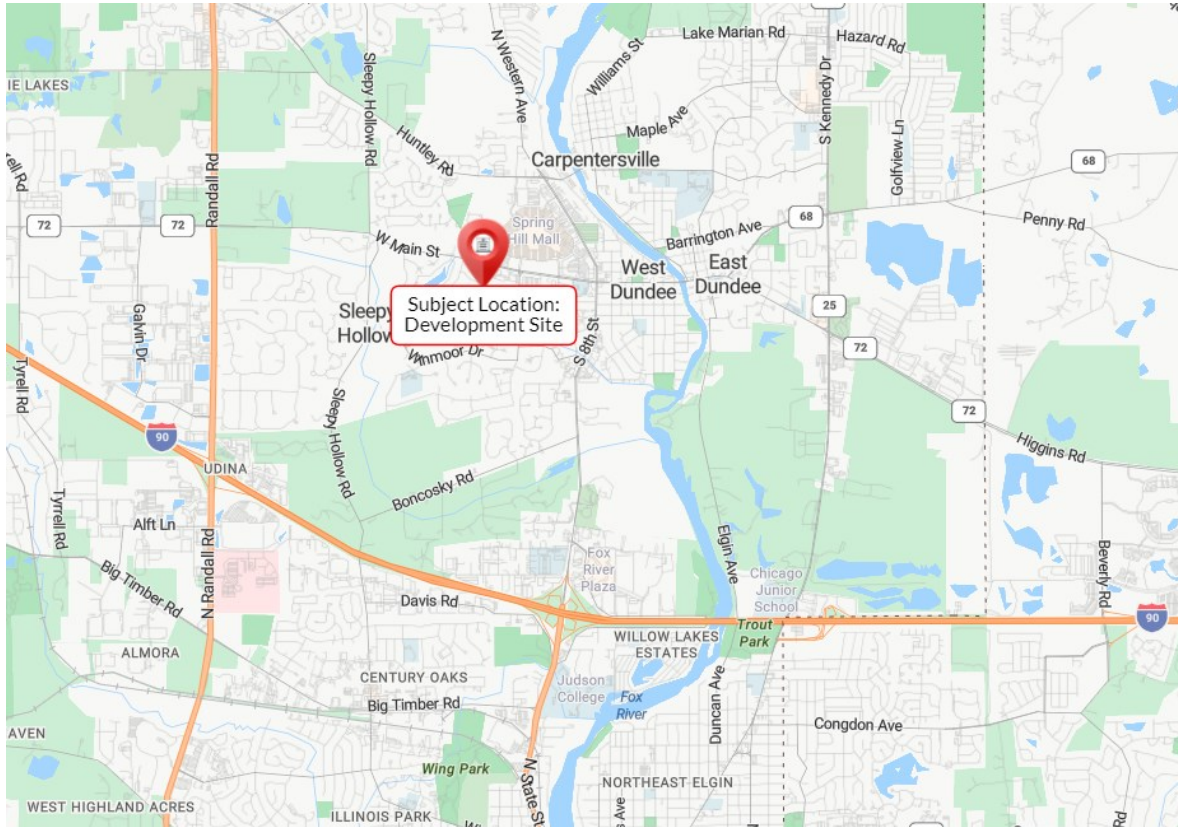 Lake Marian Rd
Hazard Rd
Williams St
N Western Ave
IE LAKES
Sleepy Hollow Rd
S Kennedy Dr
Maple Ave
Huntley Rd
Golfview Ln
Carpentersville
68
Randall Rd
rell Rd
72
72
68
Penny Rd
Spring
Hill Mall
W Main St
Barrington Ave
West
Dundee
East
Dundee
Subject Location:
Development Site
Sleepy
Hollow
25
Galvin Dr
72
S 8th St
Winmoor Dr
Tyrell Rd
Sleepy Hollow Rd
72
Higgins Rd
90
UDINA
Boncosky Rd
Tyrrell Rd
Alft Ln
N Randall Rd
Elgin Ave
Fox
River
Plaza
Chicago
Junior
School
Beverly Rd
Big Timber Rd
Davis Rd
90
WILLOW LAKES
ESTATES
Trout
Park
ALMORA
CENTURY OAKS
Judson
College
Big Timber Rd
Fox
River
Duncan Ave
Congdon Ave
AVEN
Wing Park
N State St
NORTHEAST ELGIN
WEST HIGHLAND ACRES
ILLINOIS PARK
s Ave